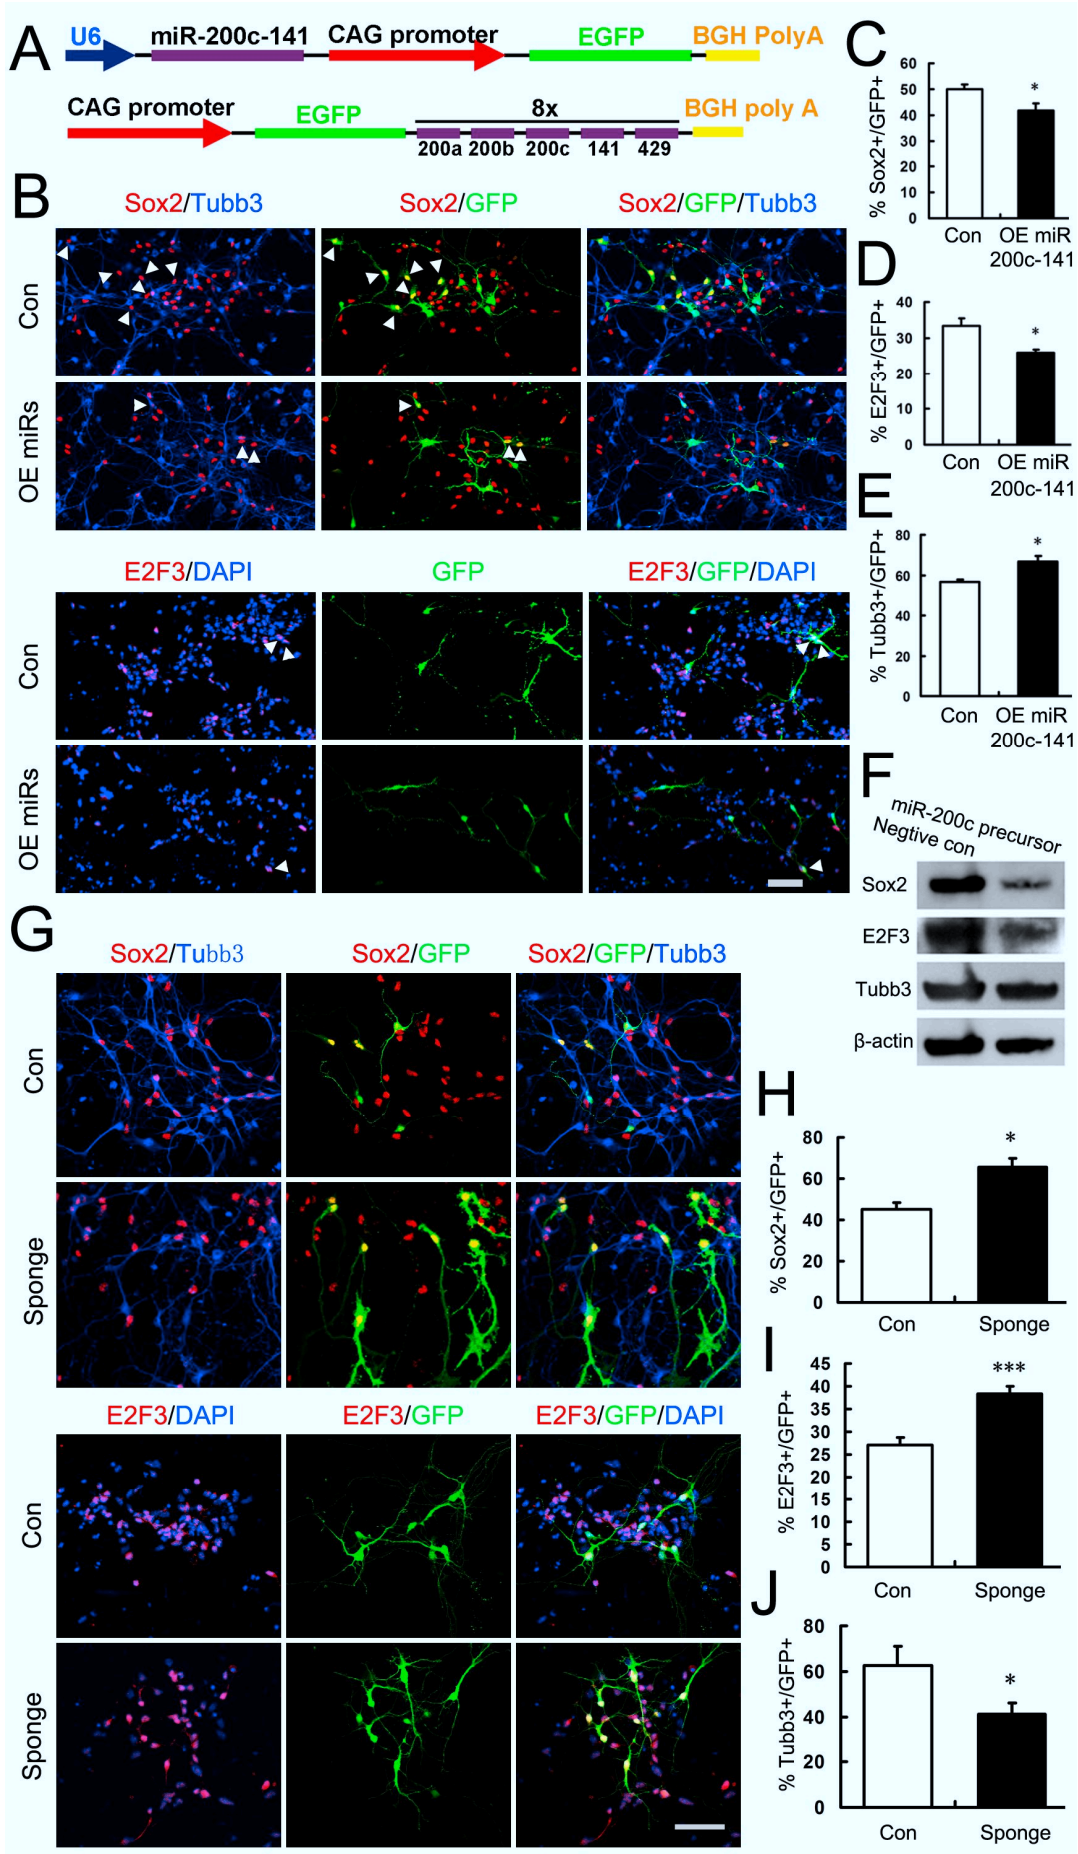 A
U6 miR-200c-141 CAG promoter EGFP BGH PolyA
CAG promoter EGFP 8x BGH poly A
200a 200b 200c 141 429
B
Sox2/Tubb3 Sox2/GFP Sox2/GFP/Tubb3
Con
OE miRs
E2F3/DAPI GFP E2F3/GFP/DAPI
Con
OE miRs
C
% Sox2+/GFP+
60
50
40
30
20
10
0
*
Con OE miR
200c-141
D
% E2F3+/GFP+
40
30
20
10
0
*
Con OE miR
200c-141
E
% Tubb3+/GFP+
80
60
40
20
0
*
Con OE miR
200c-141
F
miR-200c precursor
Negtive con
Sox2
E2F3
Tubb3
β-actin
G
Sox2/Tubb3 Sox2/GFP Sox2/GFP/Tubb3
Con
Sponge
E2F3/DAPI E2F3/GFP E2F3/GFP/DAPI
Con
Sponge
H
% Sox2+/GFP+
80
60
40
20
0
*
Con Sponge
I
% E2F3+/GFP+
45
40
35
30
25
20
15
10
5
0
***
Con Sponge
J
% Tubb3+/GFP+
80
60
40
20
0
*
Con Sponge